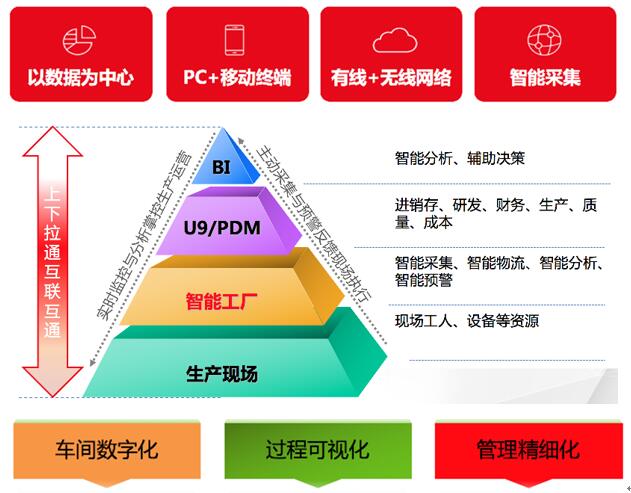 以数据为中心
PC+移动终端
有线+无线网络
智能采集
上下拉通互联互通
实时监控与分析掌控生产运营
主动采集与预警反馈现场执行
BI
智能分析、辅助决策
U9/PDM
进销存、研发、财务、生产、质
量、成本
智能工厂
智能采集、智能物流、智能分析、
智能预警
生产现场
现场工人、设备等资源
车间数字化
过程可视化
管理精细化